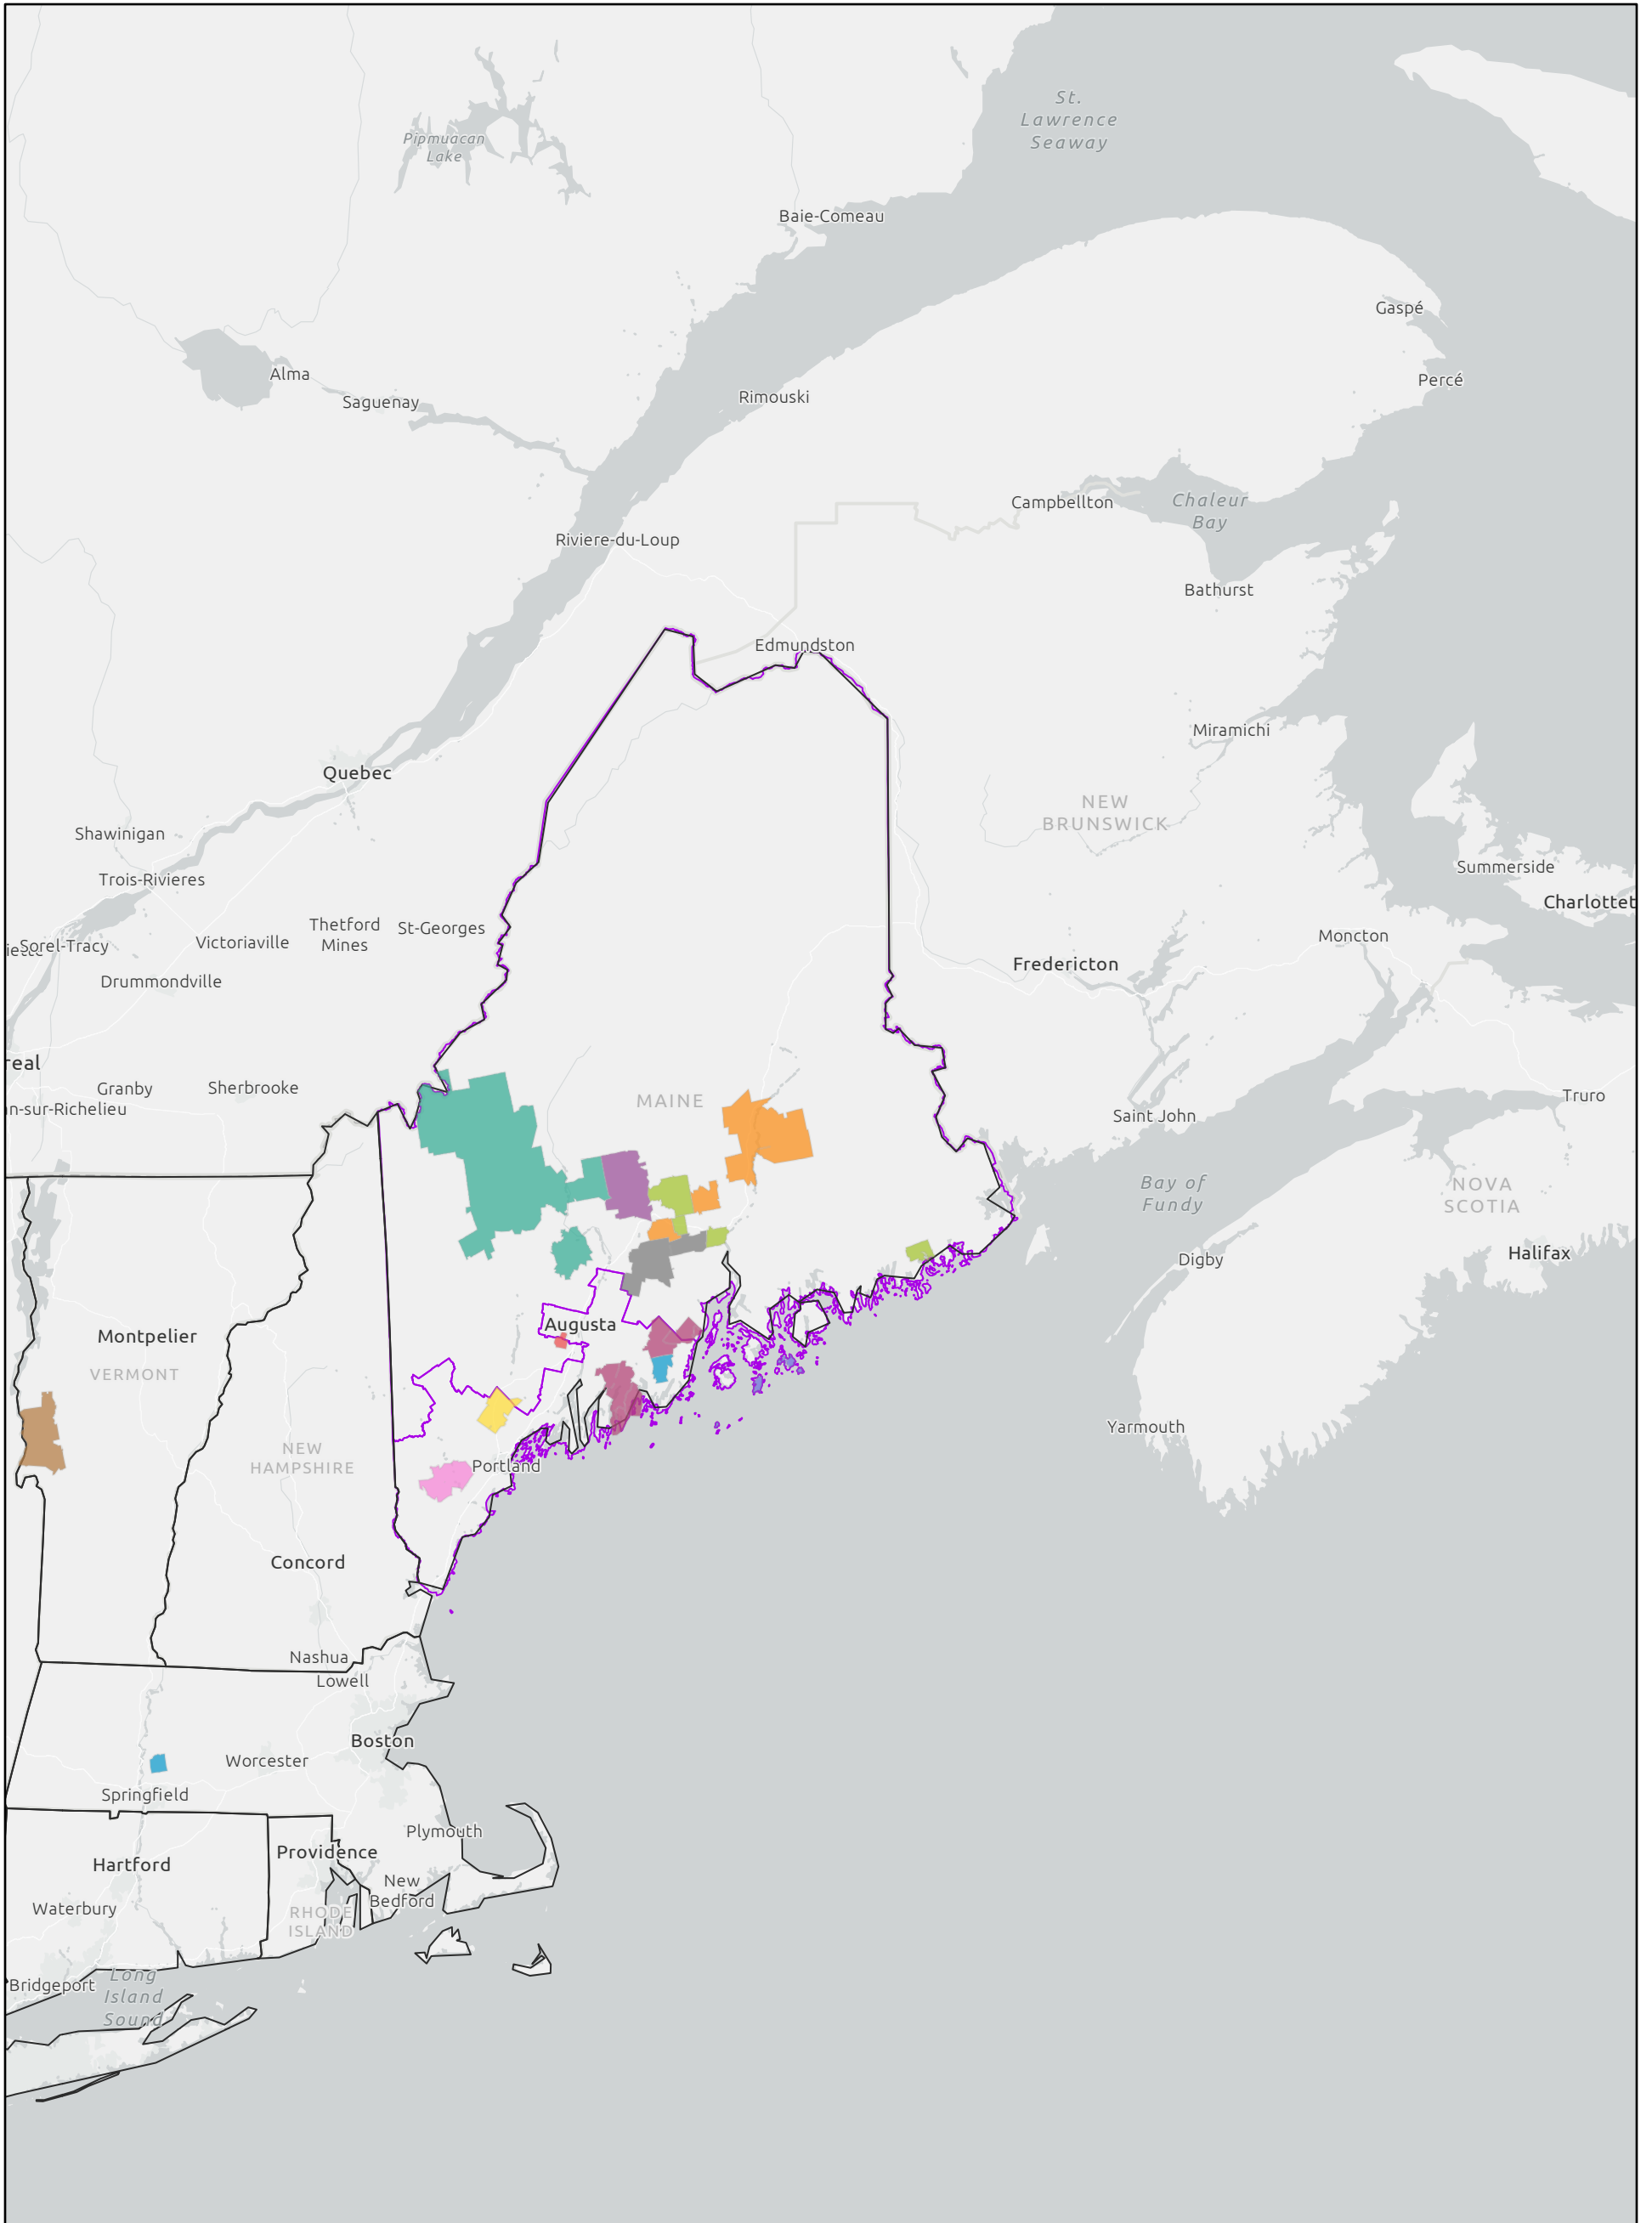 St.
Lawrence
Seaway
Pipmuacan
Lake
Baie-Comeau
Gaspé
Alma
Percé
Saguenay
Rimouski
Campbellton
Chaleur
Bay
Riviere-du-Loup
Bathurst
Edmundston
Miramichi
Quebec
NEW
BRUNSWICK
Shawinigan
Summerside
Trois-Rivieres
Charlottet
Thetford
Mines
St-Georges
Victoriaville
Sorel-Tracy
Moncton
Fredericton
Drummondville
real
Granby
Sherbrooke
Truro
MAINE
n-sur-Richelieu
Saint John
Bay of
Fundy
NOVA
SCOTIA
Halifax
Digby
Augusta
Montpelier
VERMONT
Yarmouth
NEW
HAMPSHIRE
Portland
Concord
Nashua
Lowell
Boston
Worcester
Springfield
Plymouth
Providence
Hartford
New
Bedford
Waterbury
RHODE
ISLAND
Bridgeport
Long
Island
Sound